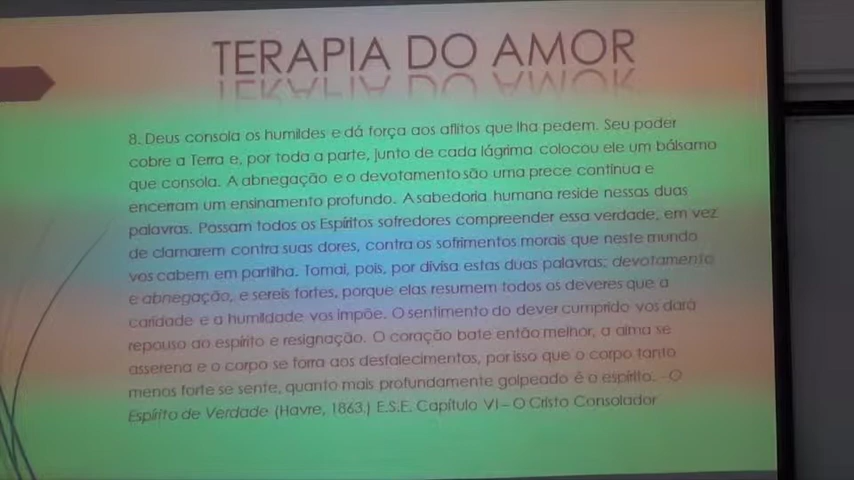 TERAPIA DO AMOR
8. Deus consola os humildes e dá força aos aflitos que lha pedem. Seu poder
cobre a Terra e, por toda a parte, junto de cada lágrima colocou ele um bálsamo
que consola. A abnegação e o devotamento são uma prece contínua e
encerram um ensinamento profundo. A sabedoria humana reside nessas duas
palavras. Possam todos os Espíritos sofredores compreender essa verdade, em vez
de clamarem contra suas dores, contra os sofrimentos morais que neste mundo
vos cabem em partilha. Tomai, pois, por divisa estas duas palavras: devotamento
e abnegação, e sereis fortes, porque elas resumem todos os deveres que a
caridade e a humildade vos impõe. O sentimento do dever cumprido vos dará
repouso ao espírito e resignação. O coração bate então melhor, a alma se
asserena e o corpo se forra aos desfalecimentos, por isso que o corpo tanto
menos forte se sente, quanto mais profundamente golpeado é o espírito. - O
Espírito de Verdade (Havre, 1863.) E.S.E. Capítulo VI – O Cristo Consolador